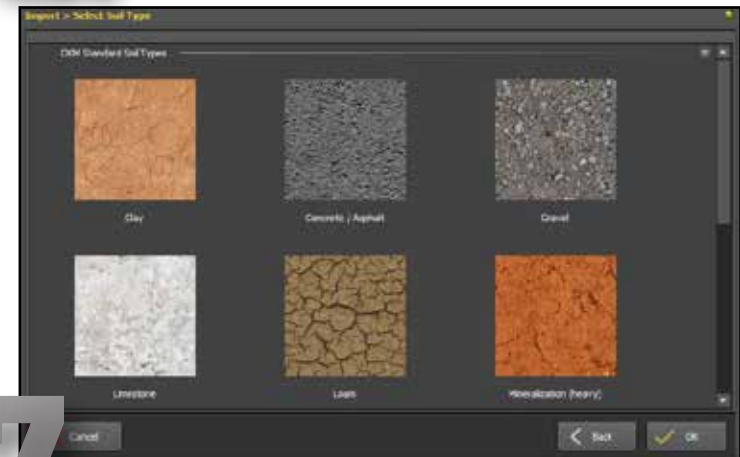 Import > Select Soil Type
OKM Standard Soil Types
Clay
Concrete / Asphalt
Gravel
Limestone
Loam
Mineralization (heavy)
Cancel
Back
OK
7